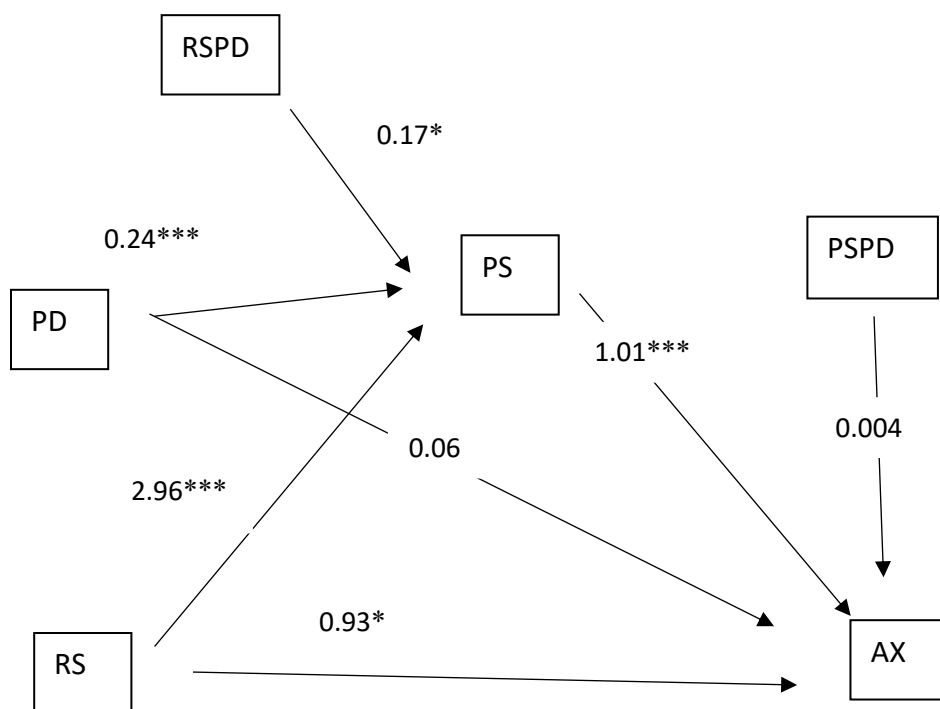 RSPD
0.17*
0.24***
PS
PSPD
PD
1.01***
0.004
0.06
2.96***
0.93*
RS
AX